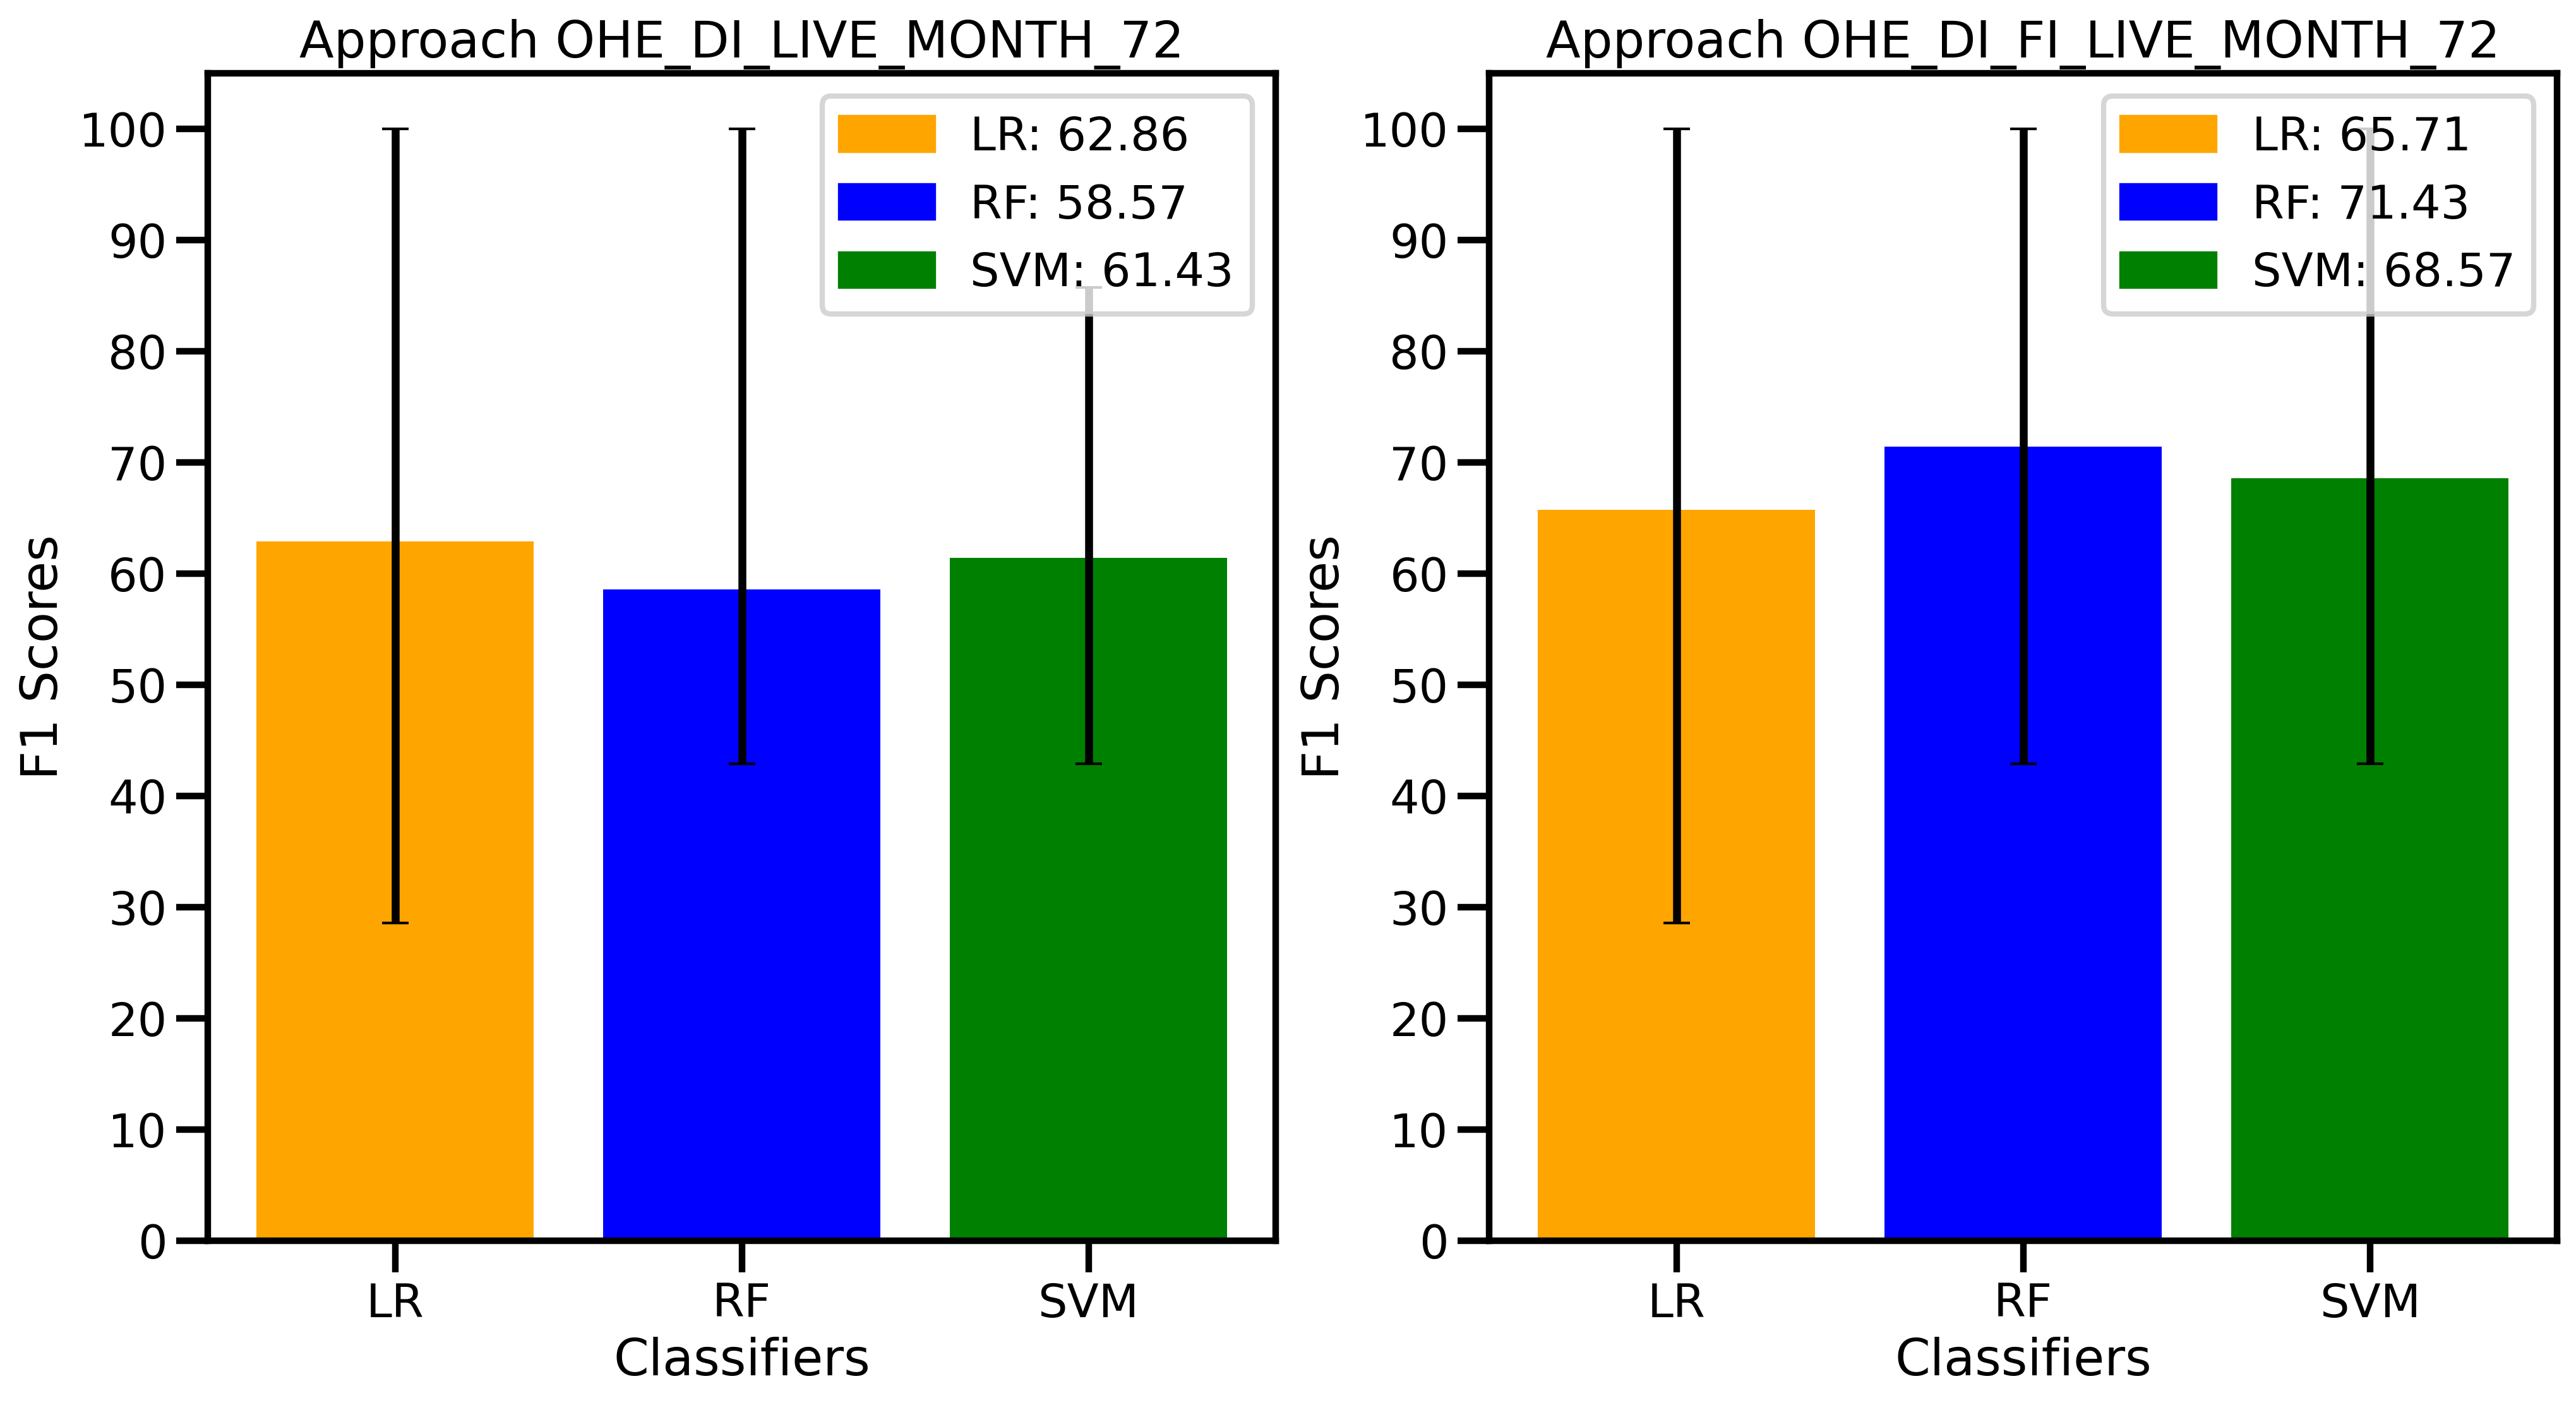 Approach OHE_DI_LIVE_MONTH_72
LR: 62.86
RF: 58.57
SVM: 61.43
100
90
80
70
60
50
40
30
20
10
0
F1 Scores
LR
RF
SVM
Classifiers
Approach OHE_DI_FI_LIVE_MONTH_72
LR: 65.71
RF: 71.43
SVM: 68.57
100
90
80
70
60
50
40
30
20
10
0
F1 Scores
LR
RF
SVM
Classifiers